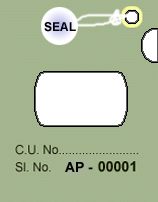 SEAL
C.U. No........................
Sl. No. AP - 00001